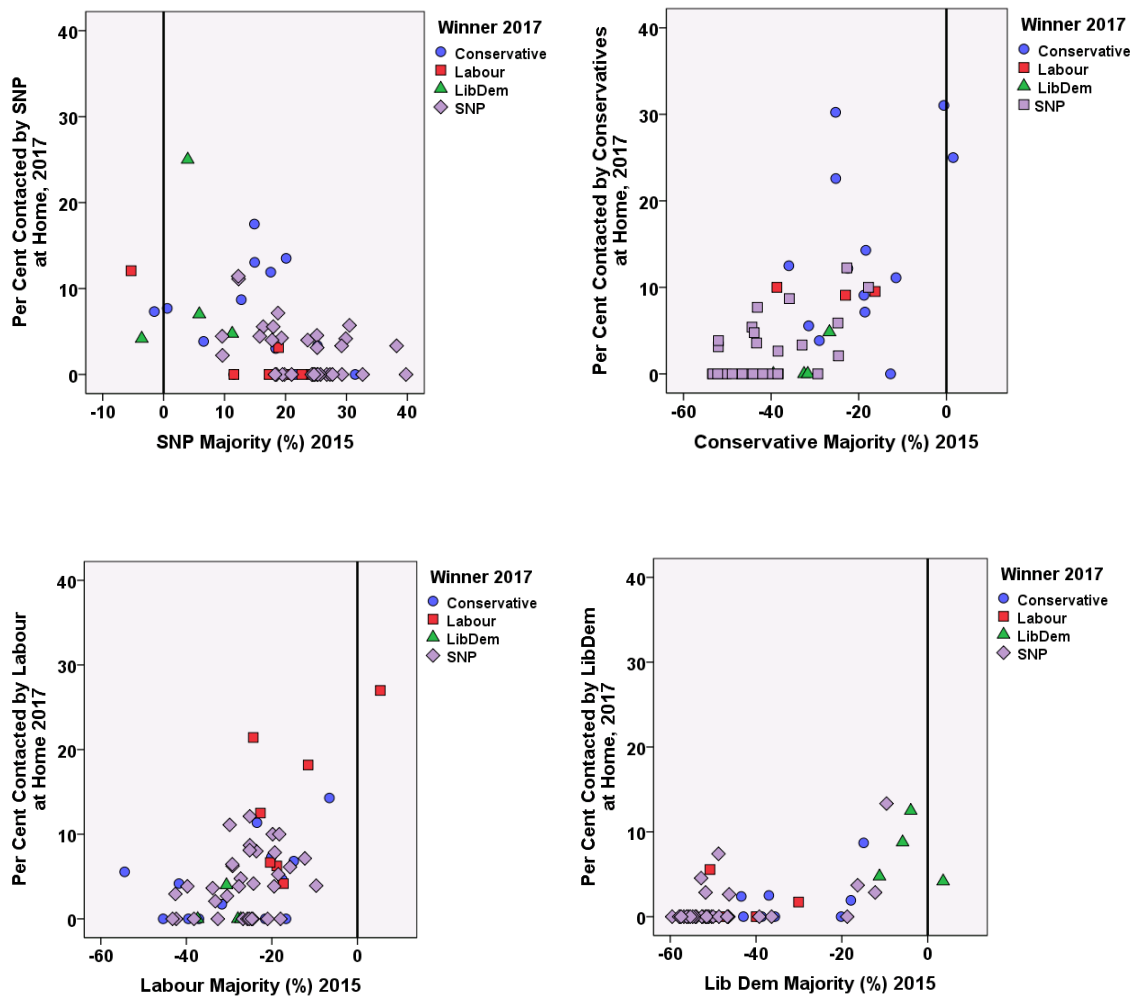 Per Cent Contacted by SNP
at Home, 2017
40
30
20
10
0
-10
0
10
20
30
40
SNP Majority (%) 2015
Winner 2017
Conservative
Labour
LibDem
SNP
Per Cent Contacted by Conservatives
at Home, 2017
40
30
20
10
0
-60
-40
-20
0
Conservative Majority (%) 2015
Winner 2017
Conservative
Labour
LibDem
SNP
Per Cent Contacted by Labour
at Home 2017
40
30
20
10
0
-60
-40
-20
0
Labour Majority (%) 2015
Winner 2017
Conservative
Labour
LibDem
SNP
Per Cent Contacted by LibDem
at Home, 2017
40
30
20
10
0
-60
-40
-20
0
Lib Dem Majority (%) 2015
Winner 2017
Conservative
Labour
LibDem
SNP